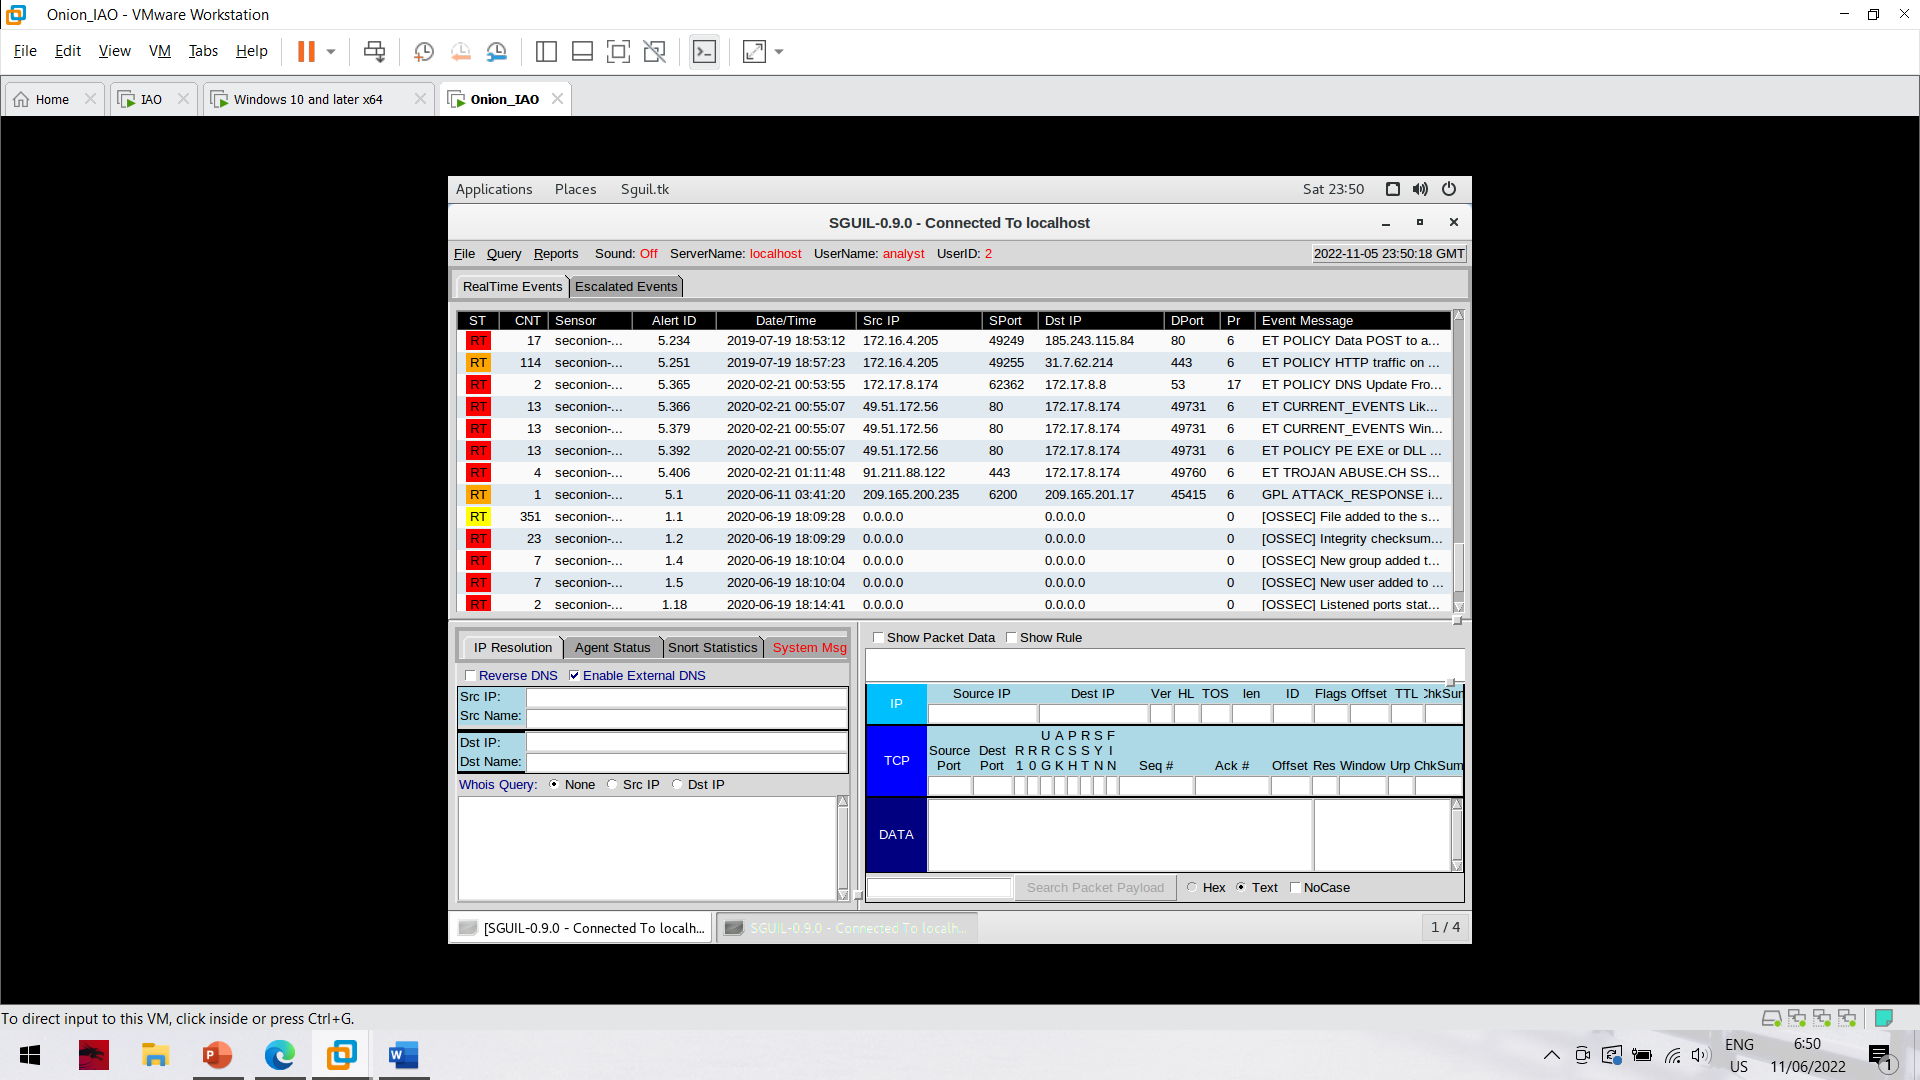 Onion_IAO - VMware Workstation
File Edit View VM Tabs Help
Home IAO Windows 10 and later x64 Onion_IAO
Applications Places Sguil.tk Sat 23:50
SGUIL-0.9.0 - Connected To localhost
File Query Reports Sound: Off ServerName: localhost UserName: analyst UserID: 2 2022-11-05 23:50:18 GMT
RealTime Events Escalated Events
ST CNT Sensor Alert ID Date/Time Src IP SPort Dst IP DPort Pr Event Message
RT 17 seconion-... 5.234 2019-07-19 18:53:12 172.16.4.205 49249 185.243.115.84 80 6 ET POLICY Data POST to a...
RT 114 seconion-... 5.251 2019-07-19 18:57:23 172.16.4.205 49255 31.7.62.214 443 6 ET POLICY HTTP traffic on ...
RT 2 seconion-... 5.365 2020-02-21 00:53:55 172.17.8.174 62362 172.17.8.8 53 17 ET POLICY DNS Update Fro...
RT 13 seconion-... 5.366 2020-02-21 00:55:07 49.51.172.56 80 172.17.8.174 49731 6 ET CURRENT_EVENTS Lik...
RT 13 seconion-... 5.379 2020-02-21 00:55:07 49.51.172.56 80 172.17.8.174 49731 6 ET CURRENT_EVENTS Win...
RT 13 seconion-... 5.392 2020-02-21 00:55:07 49.51.172.56 80 172.17.8.174 49731 6 ET POLICY PE EXE or DLL ...
RT 4 seconion-... 5.406 2020-02-21 01:11:48 91.211.88.122 443 172.17.8.174 49760 6 ET TROJAN ABUSE.CH SS...
RT 1 seconion-... 5.1 2020-06-11 03:41:20 209.165.200.235 6200 209.165.201.17 45415 6 GPL ATTACK_RESPONSE i...
RT 351 seconion-... 1.1 2020-06-19 18:09:28 0.0.0.0 0.0.0.0 0 [OSSEC] File added to the s...
RT 23 seconion-... 1.2 2020-06-19 18:09:29 0.0.0.0 0.0.0.0 0 [OSSEC] Integrity checksum...
RT 7 seconion-... 1.4 2020-06-19 18:10:04 0.0.0.0 0.0.0.0 0 [OSSEC] New group added t...
RT 7 seconion-... 1.5 2020-06-19 18:10:04 0.0.0.0 0.0.0.0 0 [OSSEC] New user added to ...
RT 2 seconion-... 1.18 2020-06-19 18:14:41 0.0.0.0 0.0.0.0 0 [OSSEC] Listened ports stat...
IP Resolution Agent Status Snort Statistics System Msg
Reverse DNS Enable External DNS
Src IP:
Src Name:
Dst IP:
Dst Name:
Whois Query: None Src IP Dst IP
Show Packet Data Show Rule
IP Source IP Dest IP Ver HL TOS len ID Flags Offset TTL ChkSum
U A P R S F
TCP Source Dest R R R C S S Y I
Port Port 1 0 G K H T N N Seq # Ack # Offset Res Window Urp ChkSum
DATA
Search Packet Payload Hex Text NoCase
[SGUIL-0.9.0 - Connected To localh... SGUIL-0.9.0 - Connected To localh... 1 / 4
To direct input to this VM, click inside or press Ctrl+G.
ENG 6:50
US 11/06/2022 1